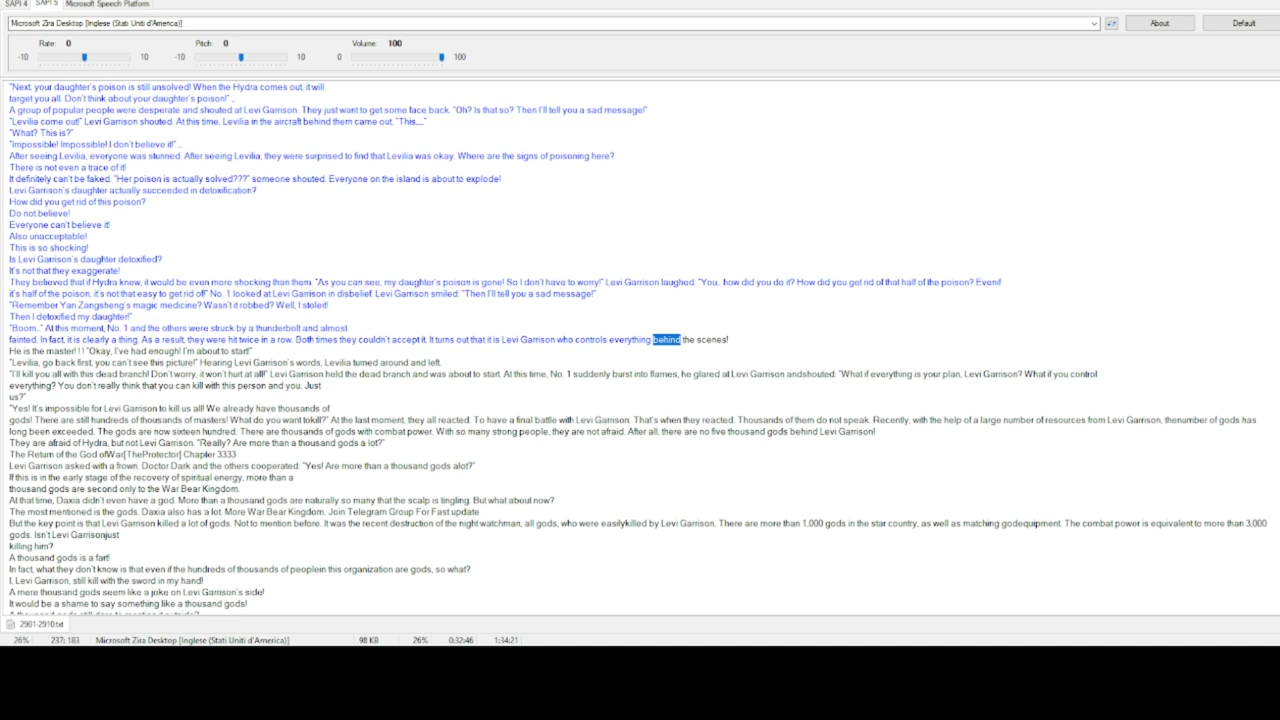 SAPI 4 SAPI 5 Microsoft Speech Platform
Microsoft Zira Desktop [Inglese (Stati Uniti d'America)]
About
Default
Rate: 0 Pitch: 0 Volume: 100
-10 10 -10 10 0 100
"Next, your daughter's poison is still unsolved! When the Hydra comes out, it will
target you all. Don't think about your daughter's poison!" ..
A group of popular people were desperate and shouted at Levi Garrison. They just want to get some face back. "Oh? Is that so? Then I'll tell you a sad message!"
"Levilia come out!" Levi Garrison shouted. At this time, Levilia in the aircraft behind them came out. "This....."
"What? This is?"
"Impossible! Impossible! I don't believe it!" ..
After seeing Levilia, everyone was stunned. After seeing Levilia, they were surprised to find that Levilia was okay. Where are the signs of poisoning here?
There is not even a trace of it!
It definitely can't be faked. "Her poison is actually solved???" someone shouted. Everyone on the island is about to explode!
Levi Garrison's daughter actually succeeded in detoxification?
How did you get rid of this poison?
Do not believe!
Everyone can't believe it!
Also unacceptable!
This is so shocking!
Is Levi Garrison's daughter detoxified?
It's not that they exaggerate!
They believed that if Hydra knew, it would be even more shocking than them. "As you can see, my daughter's poison is gone! So I don't have to worry!" Levi Garrison laughed. "You.. how did you do it? How did you get rid of that half of the poison? Evenif
it's half of the poison, it's not that easy to get rid of!" No. 1 looked at Levi Garrison in disbelief. Levi Garrison smiled: "Then I'll tell you a sad message!"
"Remember Yan Zangsheng's magic medicine? Wasn't it robbed? Well, I stoleit!
Then I detoxified my daughter!"
"Boom..." At this moment, No. 1 and the others were struck by a thunderbolt and almost
fainted. In fact, it is clearly a thing. As a result, they were hit twice in a row. Both times they couldn't accept it. It turns out that it is Levi Garrison who controls everything behind the scenes!
He is the master! ! ! "Okay, I've had enough! I'm about to start!"
"Levilia, go back first, you can't see this picture!" Hearing Levi Garrison's words, Levilia turned around and left.
"I'll kill you all with this dead branch! Don't worry, it won't hurt at all!" Levi Garrison held the dead branch and was about to start. At this time, No. 1 suddenly burst into flames, he glared at Levi Garrison andshouted: "What if everything is your plan, Levi Garrison? What if you control
everything? You don't really think that you can kill with this person and you. Just
us?"
"Yes! It's impossible for Levi Garrison to kill us all! We already have thousands of
gods! There are still hundreds of thousands of masters! What do you want tokill?" At the last moment, they all reacted. To have a final battle with Levi Garrison. That's when they reacted. Thousands of them do not speak. Recently, with the help of a large number of resources from Levi Garrison, thenumber of gods has
long been exceeded. The gods are now sixteen hundred. There are thousands of gods with combat power. With so many strong people, they are not afraid. After all, there are no five thousand gods behind Levi Garrison!
They are afraid of Hydra, but not Levi Garrison. "Really? Are more than a thousand gods a lot?"
The Return of the God ofWar[TheProtector] Chapter 3333
Levi Garrison asked with a frown. Doctor Dark and the others cooperated: "Yes! Are more than a thousand gods alot?"
If this is in the early stage of the recovery of spiritual energy, more than a
thousand gods are second only to the War Bear Kingdom.
At that time, Daxia didn't even have a god. More than a thousand gods are naturally so many that the scalp is tingling. But what about now?
The most mentioned is the gods. Daxia also has a lot. More War Bear Kingdom. Join Telegram Group For Fast update
But the key point is that Levi Garrison killed a lot of gods. Not to mention before. It was the recent destruction of the night watchman, all gods, who were easilykilled by Levi Garrison. There are more than 1,000 gods in the star country, as well as matching godequipment. The combat power is equivalent to more than 3,000
gods. Isn't Levi Garrisonjust
killing him?
A thousand gods is a fart!
In fact, what they don't know is that even if the hundreds of thousands of peoplein this organization are gods, so what?
I, Levi Garrison, still kill with the sword in my hand!
A mere thousand gods seem like a joke on Levi Garrison's side!
It would be a shame to say something like a thousand gods!
2901-2910.txt
26% 237: 183 Microsoft Zira Desktop [Inglese (Stati Uniti d'America)] 98 KB 26% 0:32:46 1:34:21